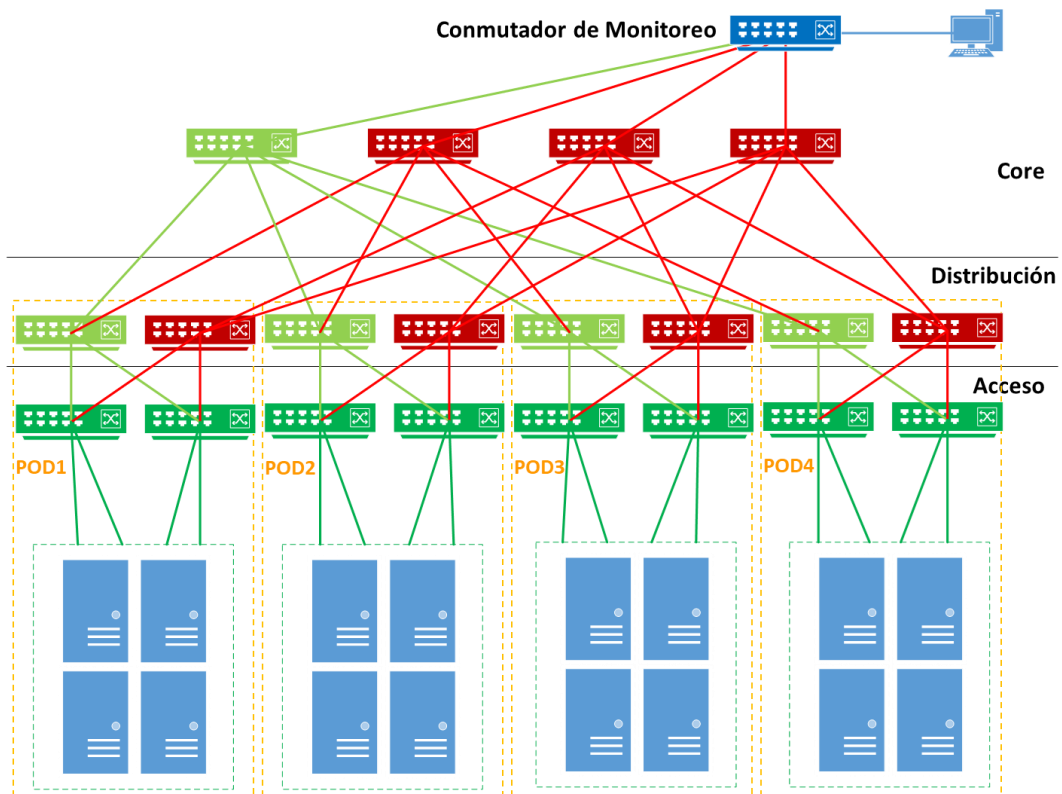 Conmutador de Monitoreo
Core
Distribución
Acceso
POD1
POD2
POD3
POD4